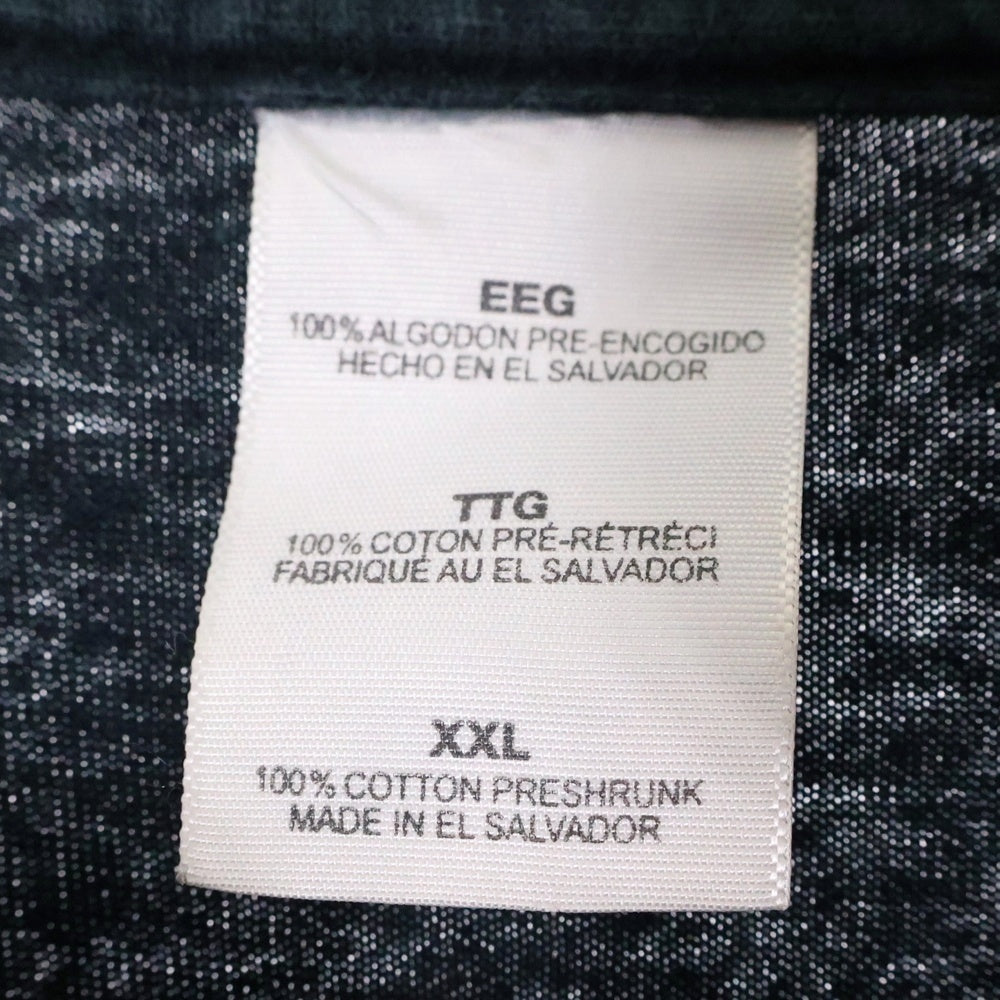 EEG
100% ALGODON PRE-ENCOGIDO
HECHO EN EL SALVADOR
TTG
100% COTON PRÉ-RÉTRÉCI
FABRIQUÉ AU EL SALVADOR
XXL
100% COTTON PRESHRUNK
MADE IN EL SALVADOR